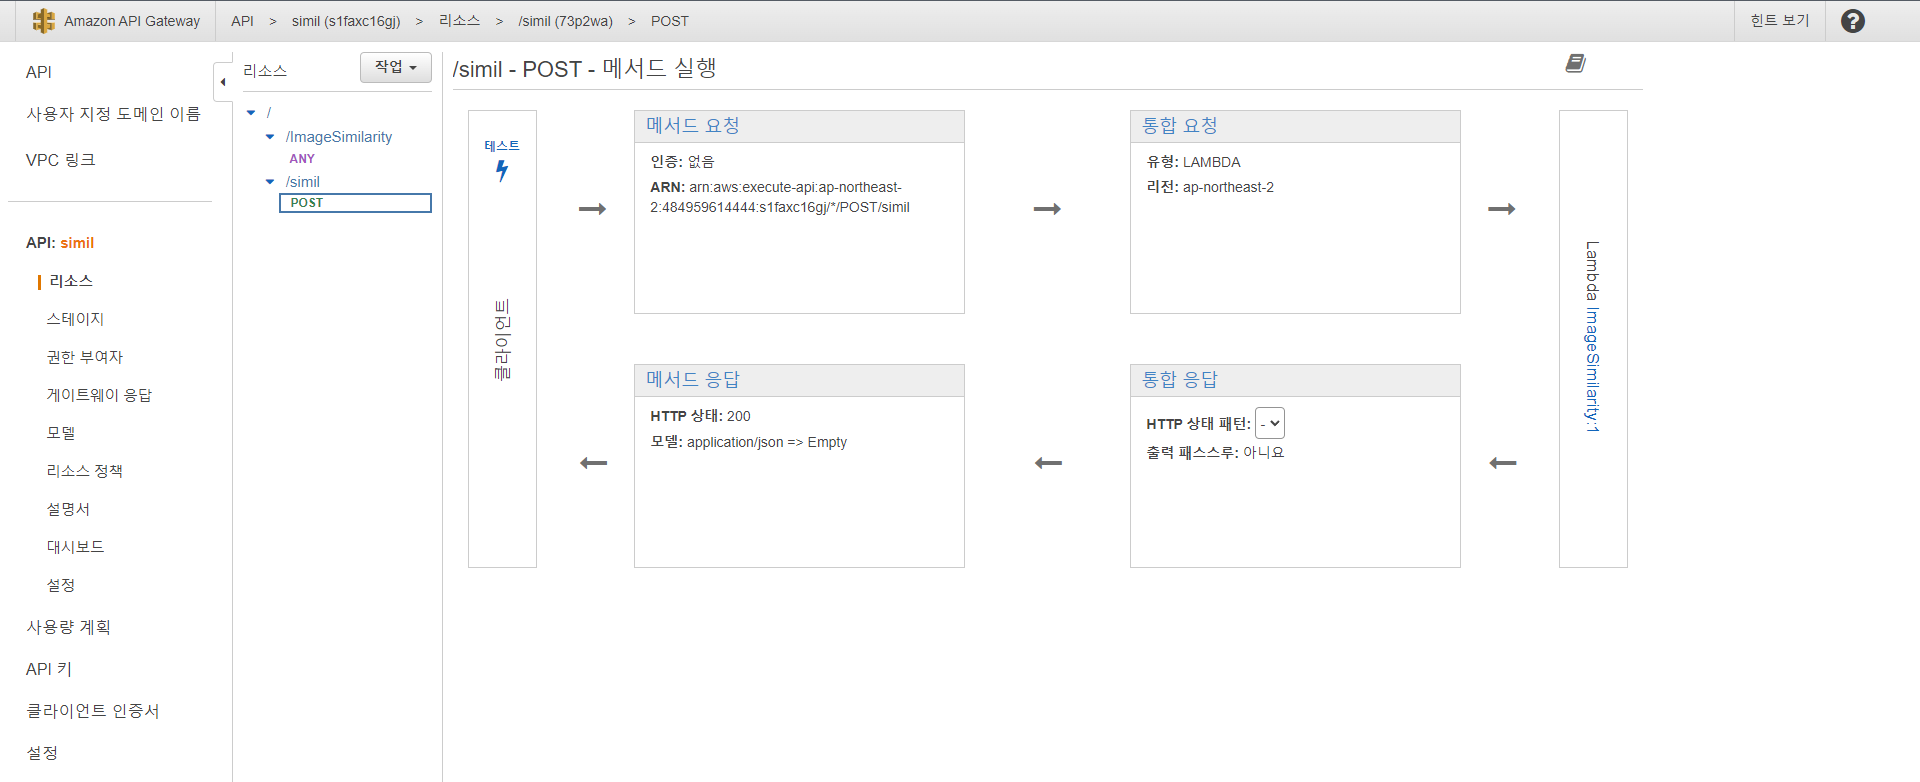 Amazon API Gateway
API > simil (s1faxc16gj) > 리소스 > /simil (73p2wa) > POST
힌트 보기
?
API
사용자 지정 도메인 이름
VPC 링크
API: simil
리소스
스테이지
권한 부여자
게이트웨이 응답
모델
리소스 정책
설명서
대시보드
설정
사용량 계획
API 키
클라이언트 인증서
설정
리소스
작업
/
/ImageSimilarity
ANY
/simil
POST
/simil - POST - 메서드 실행
테스트
클라이언트
메서드 요청
인증: 없음
ARN: arn:aws:execute-api:ap-northeast-
2:484959614444:s1faxc16gj/*/POST/simil
통합 요청
유형: LAMBDA
리전: ap-northeast-2
Lambda ImageSimilarity:1
메서드 응답
HTTP 상태: 200
모델: application/json => Empty
통합 응답
HTTP 상태 패턴: -
출력 패스스루: 아니요